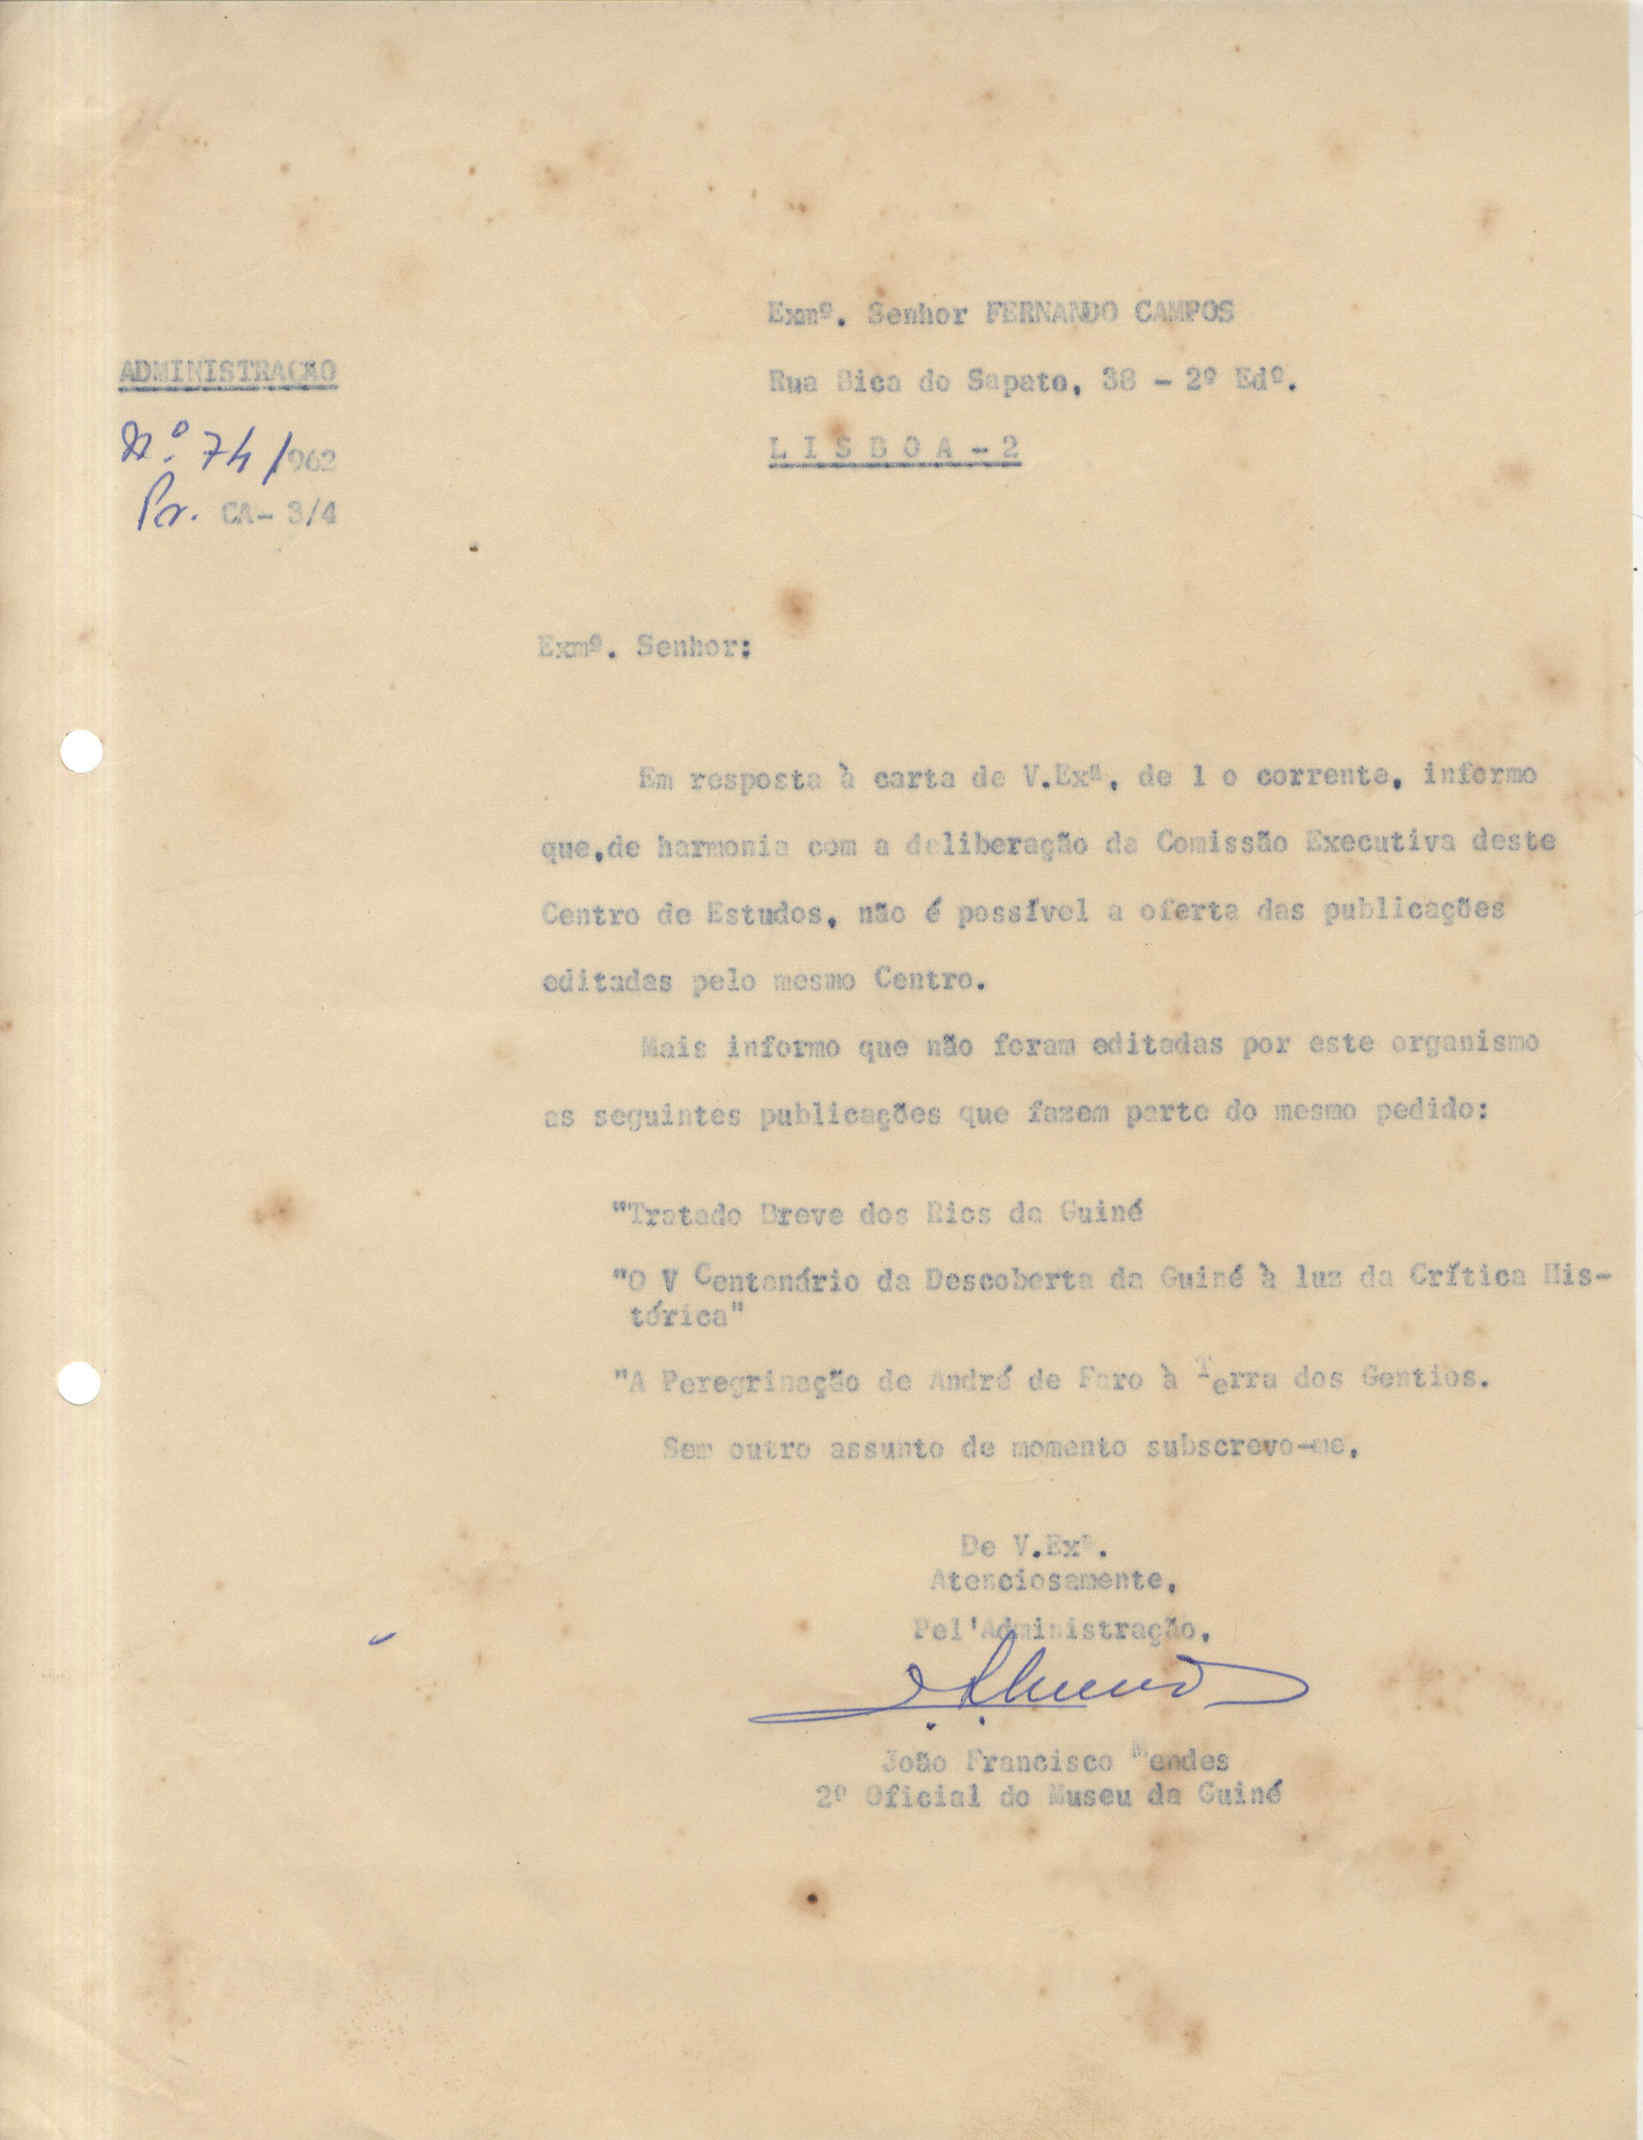 Exmº. Senhor FERNANDO CAMPOS
ADMINISTRAÇÃO
Rua Bica do Sapato, 38 - 2º Edº.
Nº. 74/962
L I S B O A - 2
Pr. CA- 3/4
Exmº. Senhor:
Em resposta à carta de V.Exª, de 1 o corrente, informo
que,de harmonia com a deliberação da Comissão Executiva deste
Centro de Estudos, não é possível a oferta das publicações
editadas pelo mesmo Centro.
Mais informo que não foram editadas por este organismo
as seguintes publicações que fazem parte do mesmo pedido:
"Tratado Breve dos Rios da Guiné
"O V Centenário da Descoberta da Guiné à luz da Crítica His-
tórica"
"A Peregrinação de André de Faro à Terra dos Gentios.
Sem outro assunto de momento subscrevo-me,
De V.Exª.
Atenciosamente,
Pel'Administração,
João Francisco Mendes
2º Oficial do Museu da Guiné